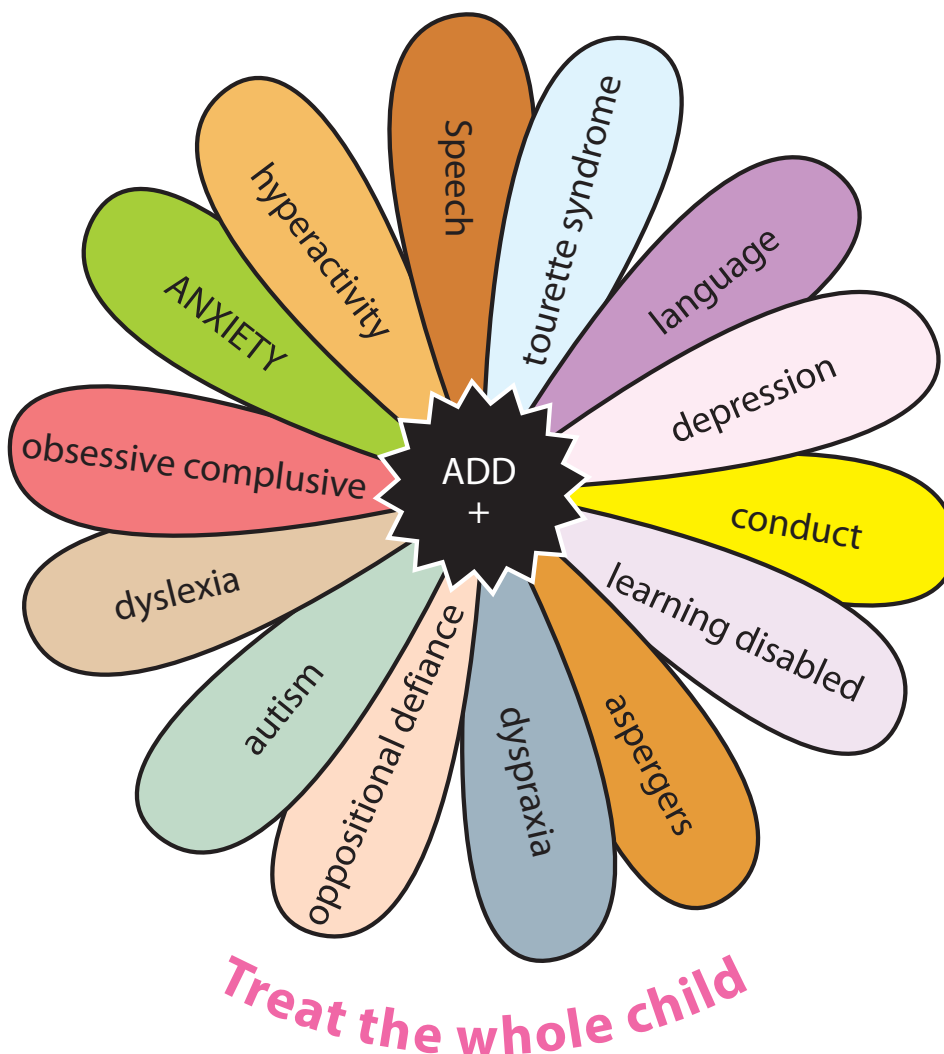 Speech
tourette syndrome
language
depression
conduct
learning disabled
aspergers
dyspraxia
oppositional defiance
autism
dyslexia
obsessive complusive
ANXIETY
hyperactivity
ADD
+
Treat the whole child